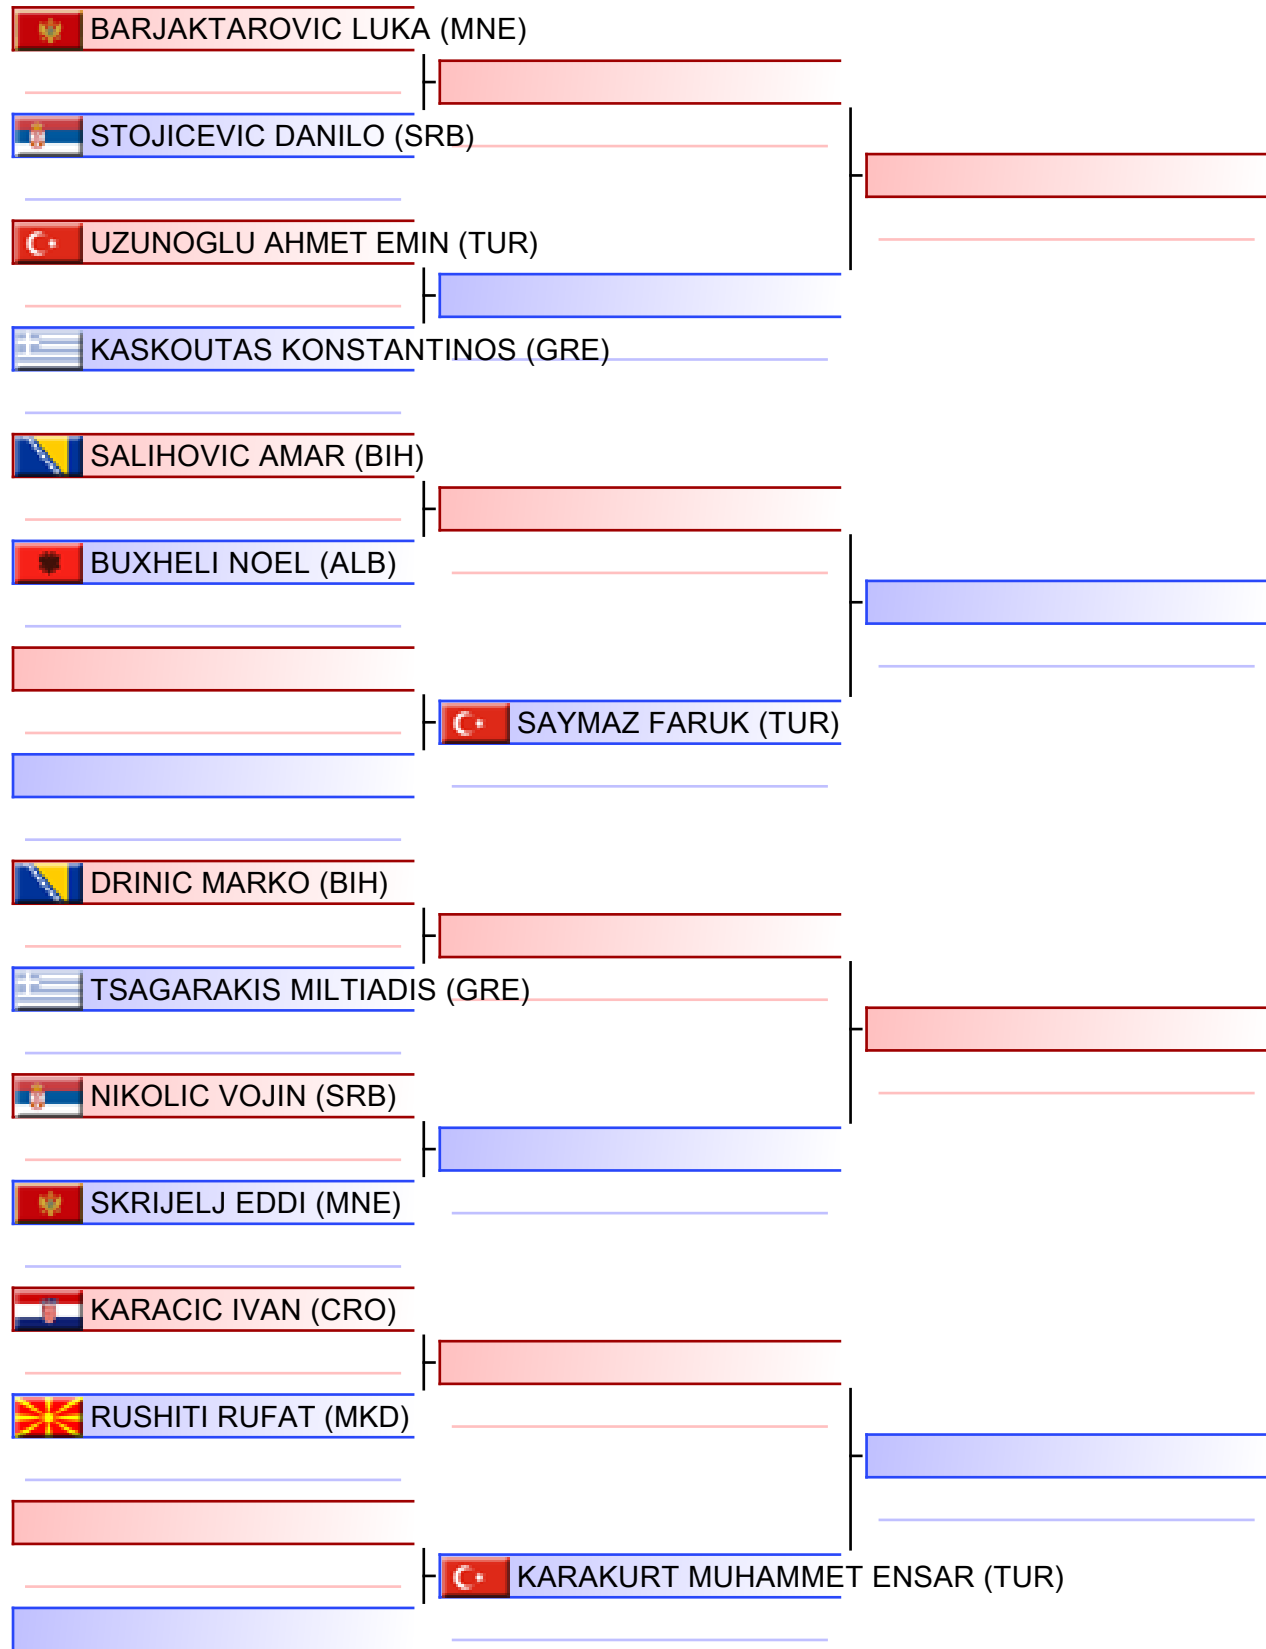 BARJAKTAROVIC LUKA (MNE)
STOJICEVIC DANILO (SRB)
UZUNOGLU AHMET EMIN (TUR)
KASKOUTAS KONSTANTINOS (GRE)
SALIHOVIC AMAR (BIH)
BUXHELI NOEL (ALB)
SAYMAZ FARUK (TUR)
DRINIC MARKO (BIH)
TSAGARAKIS MILTIADIS (GRE)
NIKOLIC VOJIN (SRB)
SKRIJELJ EDDI (MNE)
KARACIC IVAN (CRO)
RUSHITI RUFAT (MKD)
KARAKURT MUHAMMET ENSAR (TUR)